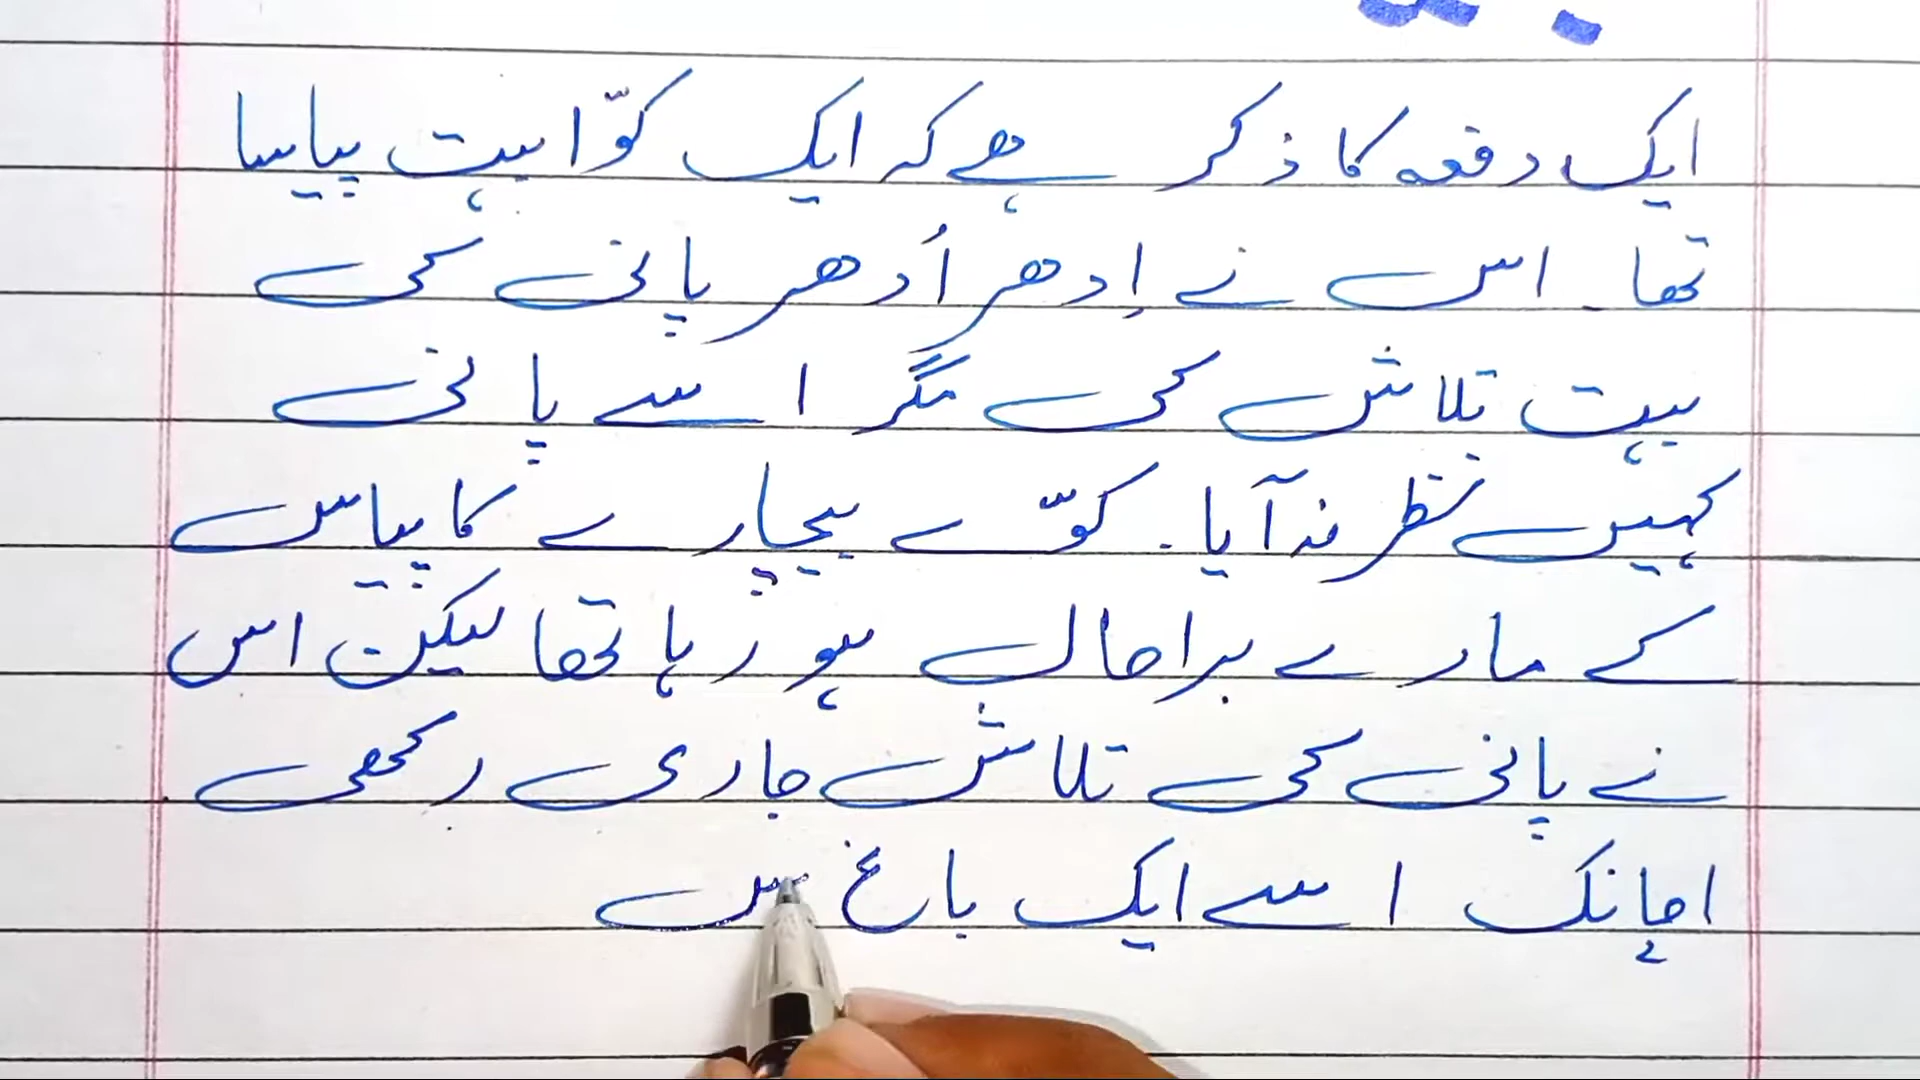 ایک دفعہ کا ذکر ہے کہ ایک کوّا بہت پیاسا
تھا۔ اس نے اِدھر اُدھر پانی کی
بہت تلاش کی مگر اسے پانی
کہیں نظر نہ آیا۔ کوّے بیچارے کا پیاس
کے مارے برا حال ہو رہا تھا لیکن اس
نے پانی کی تلاش جاری رکھی
اچانک اسے ایک باغ